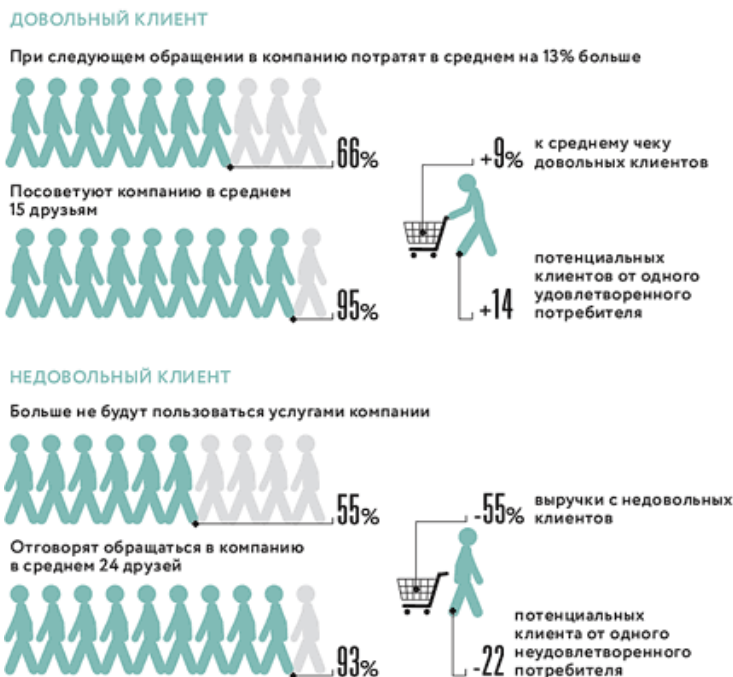 ДОВОЛЬНЫЙ КЛИЕНТ
При следующем обращении в компанию потратят в среднем на 13% больше
66%
+9%
к среднему чеку
довольных клиентов
Посоветуют компанию в среднем
15 друзьям
95%
+14
потенциальных
клиентов от одного
удовлетворенного
потребителя
НЕДОВОЛЬНЫЙ КЛИЕНТ
Больше не будут пользоваться услугами компании
55%
-55%
выручки с недовольных
клиентов
Отговорят обращаться в компанию
в среднем 24 друзей
93%
-22
потенциальных
клиента от одного
неудовлетворенного
потребителя